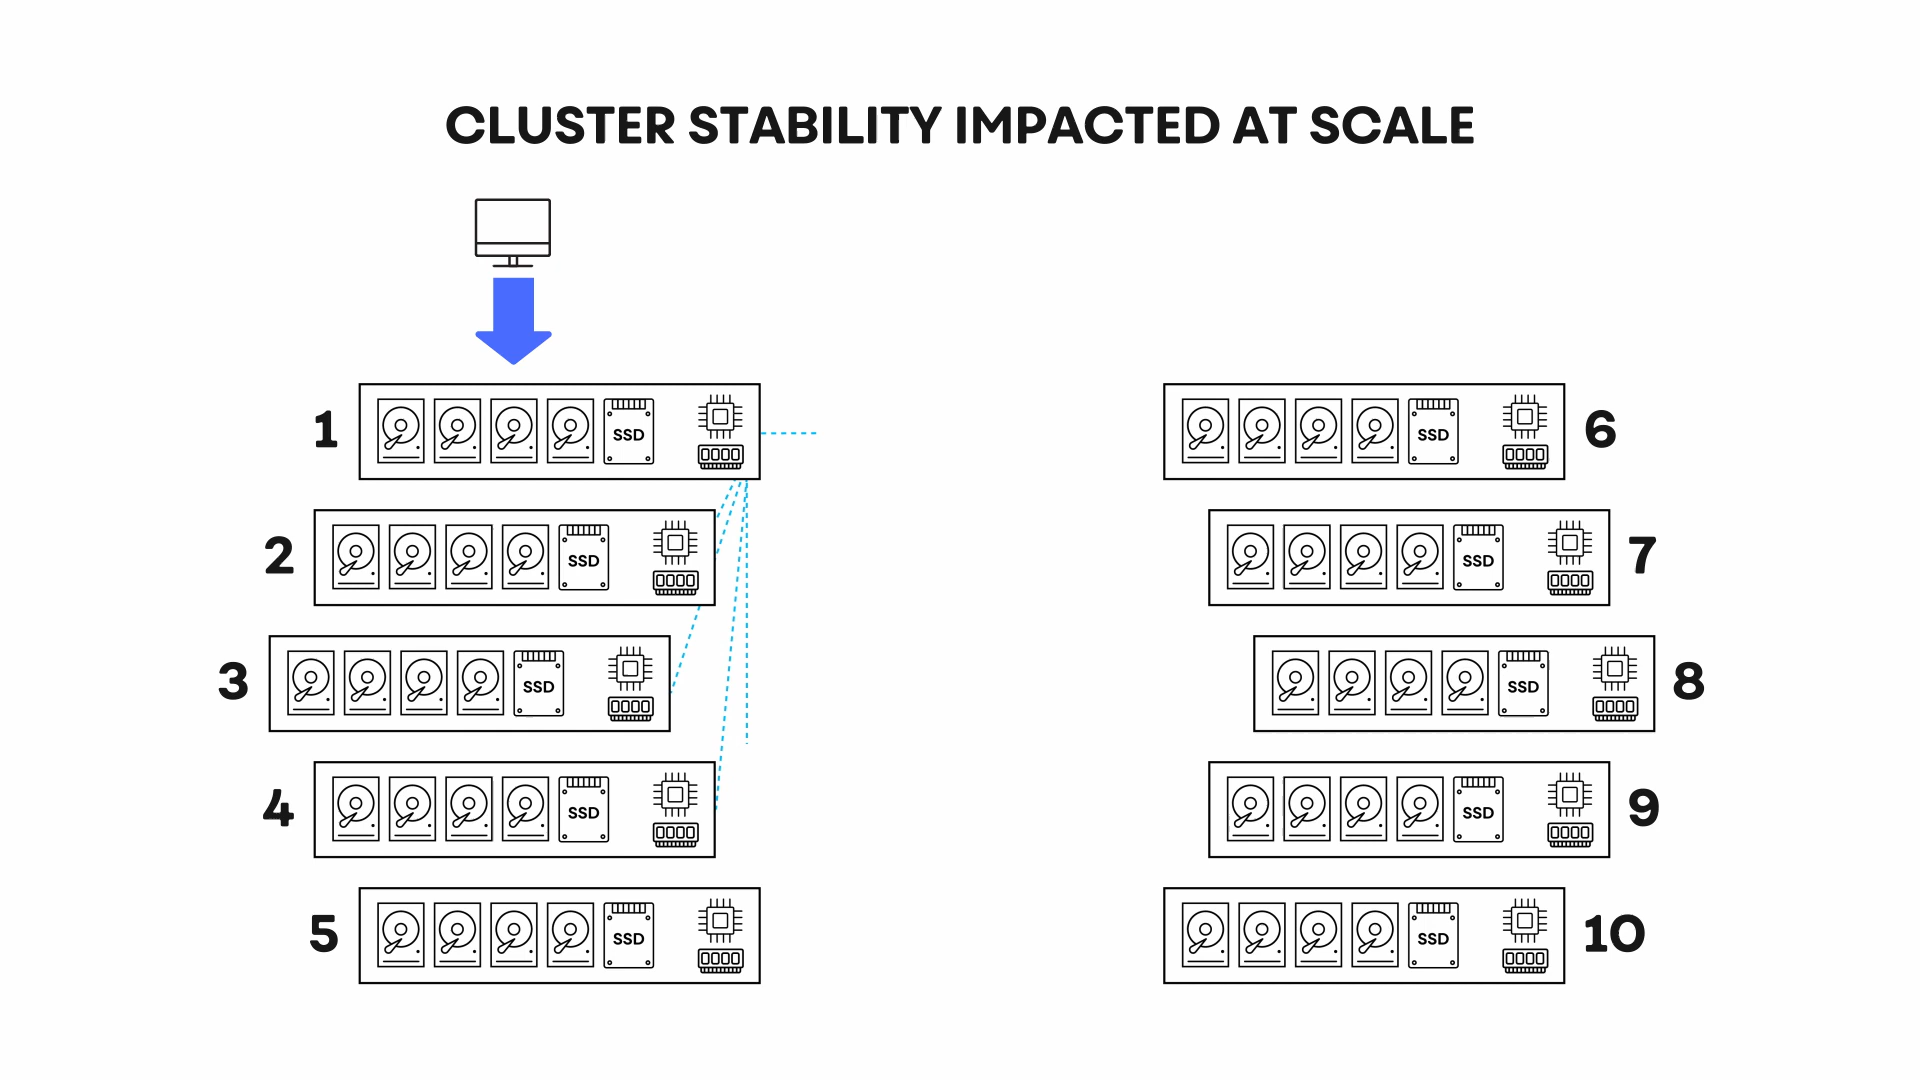 CLUSTER STABILITY IMPACTED AT SCALE
1 SSD
SSD 6
2 SSD
SSD 7
3 SSD
SSD 8
4 SSD
SSD 9
5 SSD
SSD 10